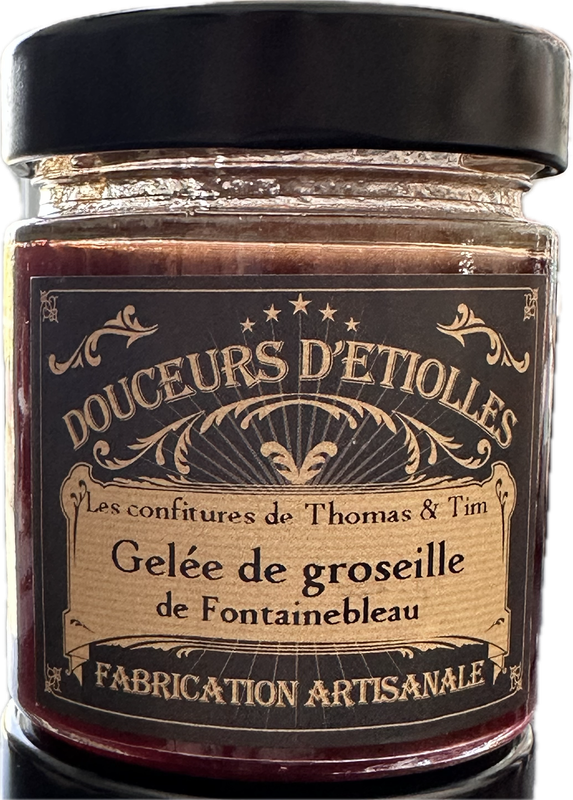 DOUCEURS D'ETIOLLES
Les confitures de Thomas & Tim
Gelée de groseille
de Fontainebleau
FABRICATION ARTISANALE